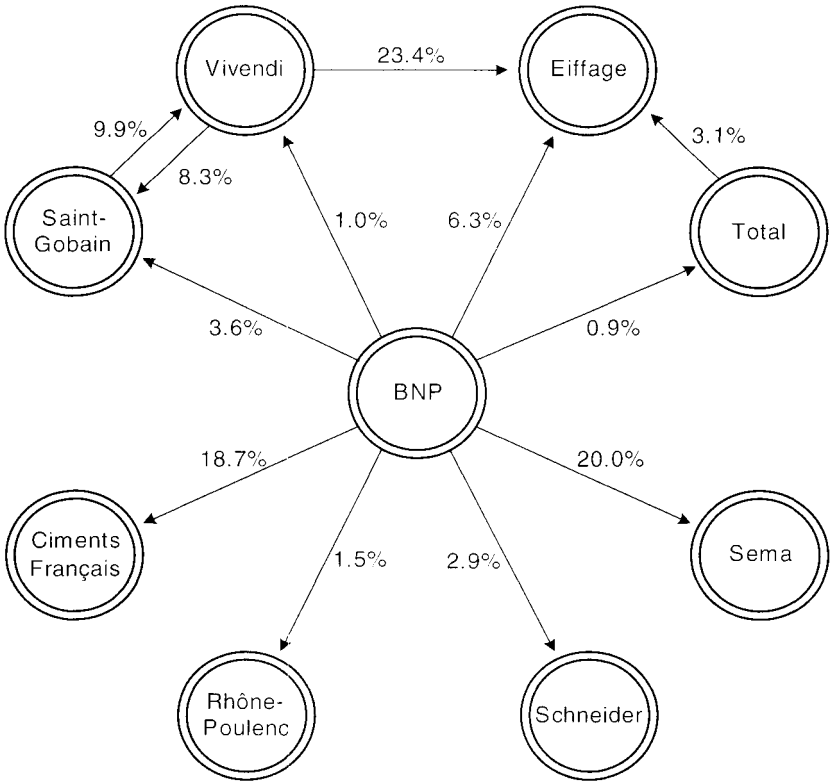 Vivendi
23.4%
Eiffage
9.9%
3.1%
8.3%
Saint-
Gobain
1.0%
6.3%
Total
3.6%
0.9%
BNP
18.7%
20.0%
Ciments
Français
1.5%
2.9%
Sema
Rhône-
Poulenc
Schneider